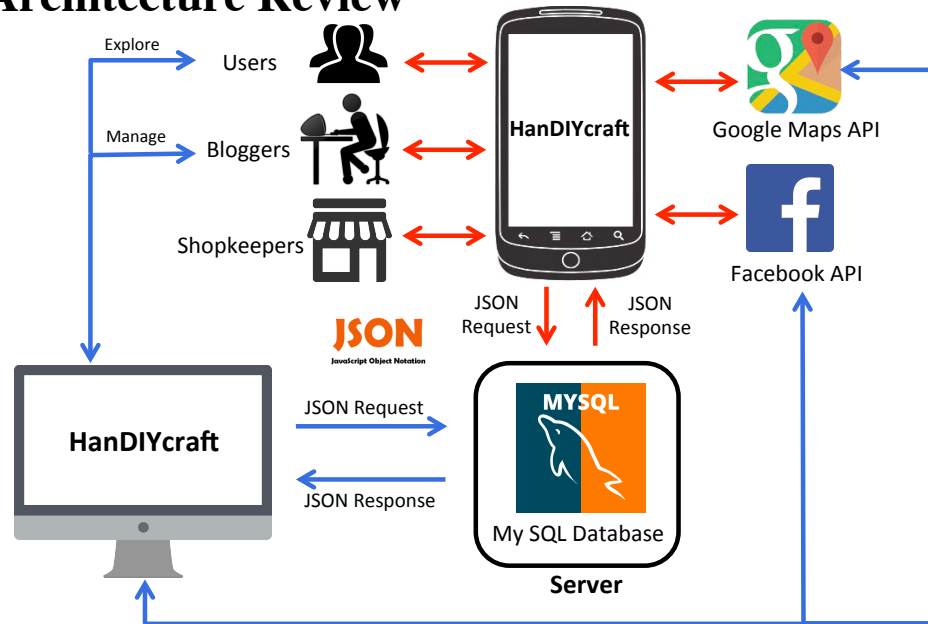 Architecture Review
Explore
Users
Manage
Bloggers
Shopkeepers
HanDIYcraft
g
Google Maps API
f
Facebook API
JSON
Request
JSON
Response
JSON
JavaScript Object Notation
HanDIYcraft
JSON Request
JSON Response
MYSQL
My SQL Database
Server